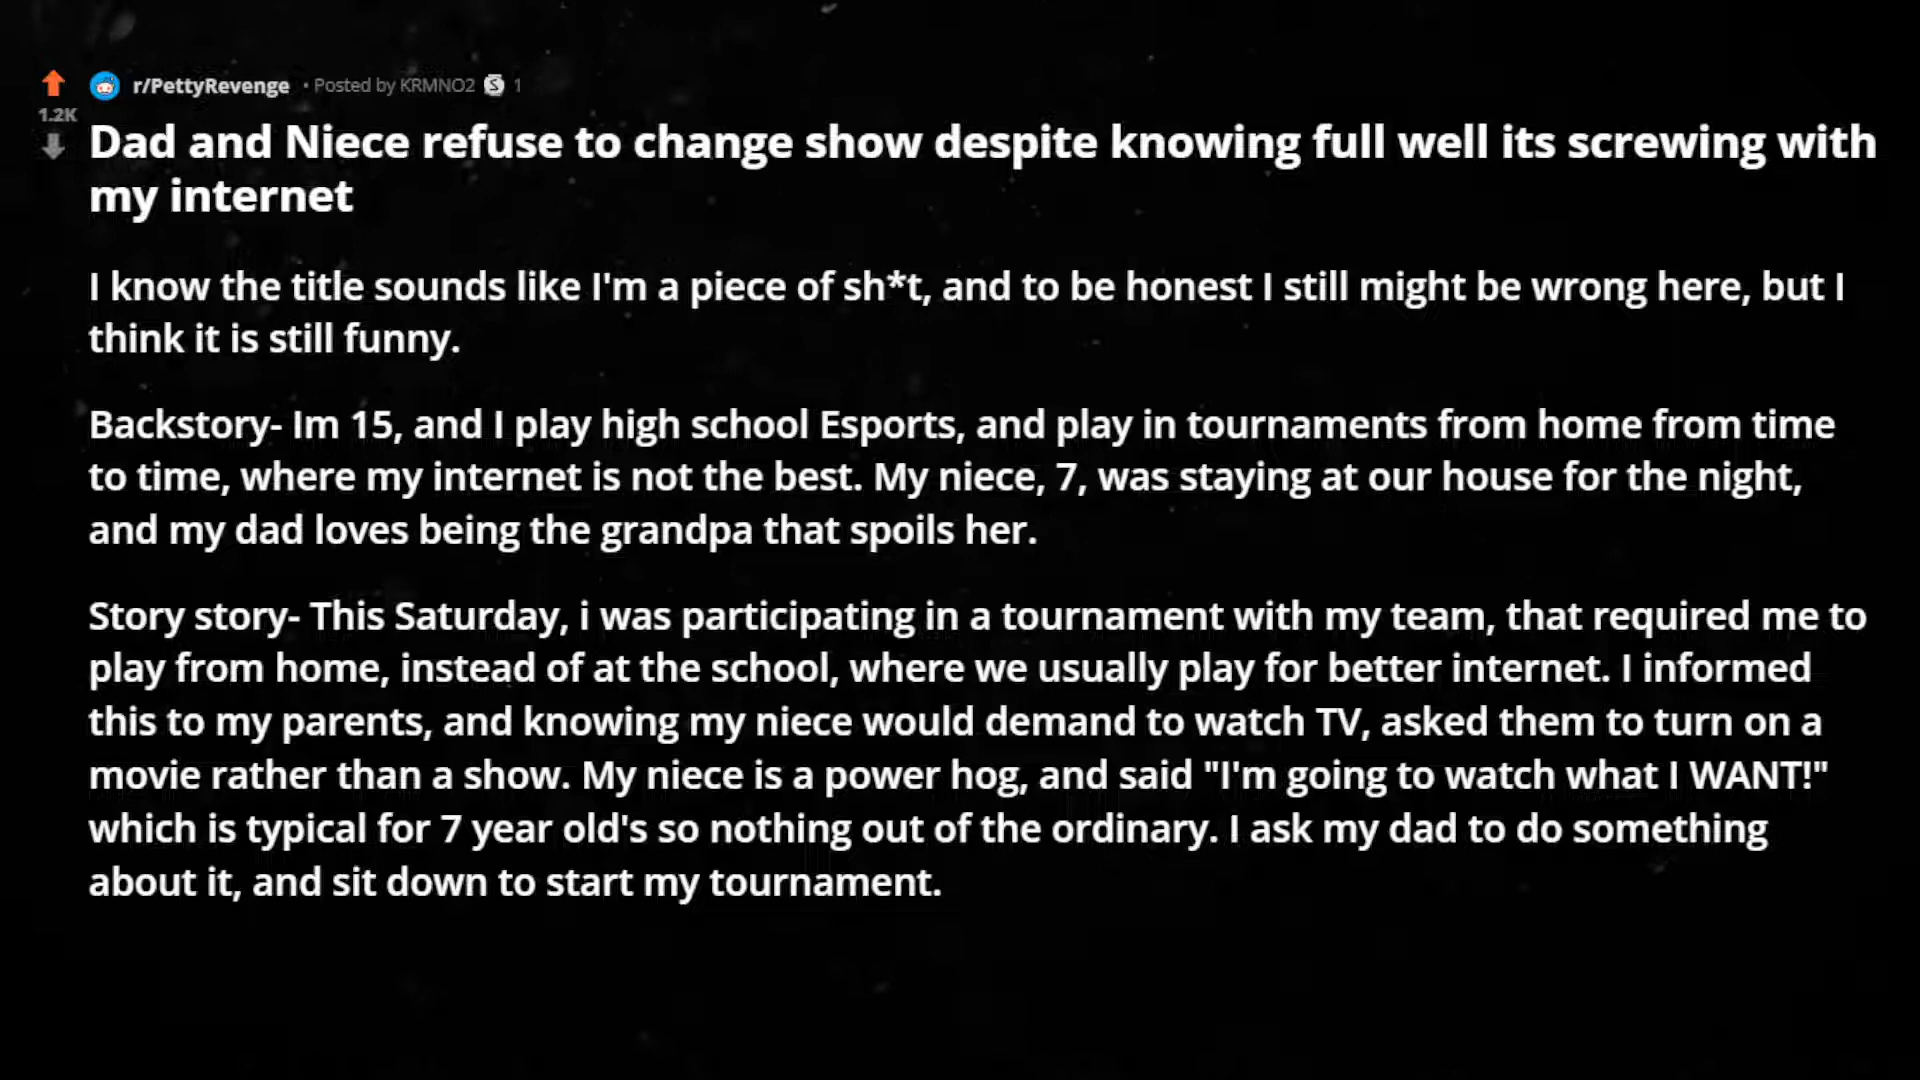 r/PettyRevenge • Posted by KRMNO2 S 1
1.2K
Dad and Niece refuse to change show despite knowing full well its screwing with
my internet
I know the title sounds like I'm a piece of sh*t, and to be honest I still might be wrong here, but I
think it is still funny.
Backstory- Im 15, and I play high school Esports, and play in tournaments from home from time
to time, where my internet is not the best. My niece, 7, was staying at our house for the night,
and my dad loves being the grandpa that spoils her.
Story story- This Saturday, i was participating in a tournament with my team, that required me to
play from home, instead of at the school, where we usually play for better internet. I informed
this to my parents, and knowing my niece would demand to watch TV, asked them to turn on a
movie rather than a show. My niece is a power hog, and said "I'm going to watch what I WANT!"
which is typical for 7 year old's so nothing out of the ordinary. I ask my dad to do something
about it, and sit down to start my tournament.